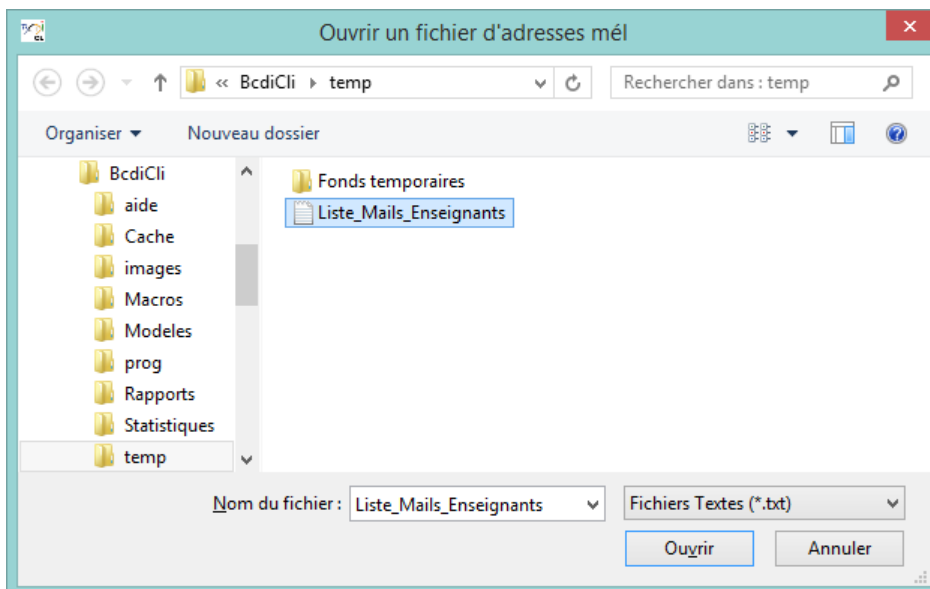 Ouvrir un fichier d'adresses mél
« BcdiCli temp
Rechercher dans : temp
Organiser
Nouveau dossier
BcdiCli
aide
Cache
images
Macros
Modeles
prog
Rapports
Statistiques
temp
Fonds temporaires
Liste_Mails_Enseignants
Nom du fichier : Liste_Mails_Enseignants
Fichiers Textes (*.txt)
Ouvrir
Annuler